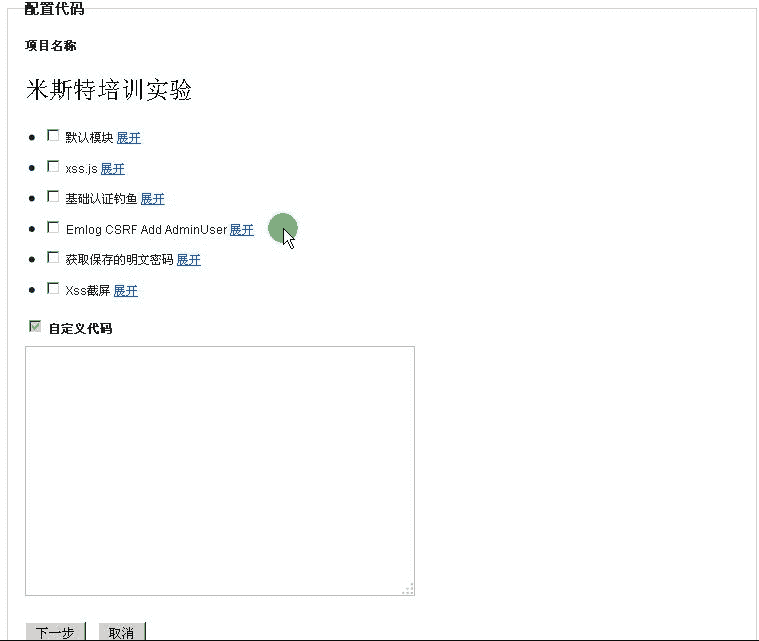 配置代码
项目名称
米斯特培训实验
默认模块 展开
xss.js 展开
基础认证钓鱼 展开
Emlog CSRF Add AdminUser 展开
获取保存的明文密码 展开
Xss截屏 展开
自定义代码
下一步 取消